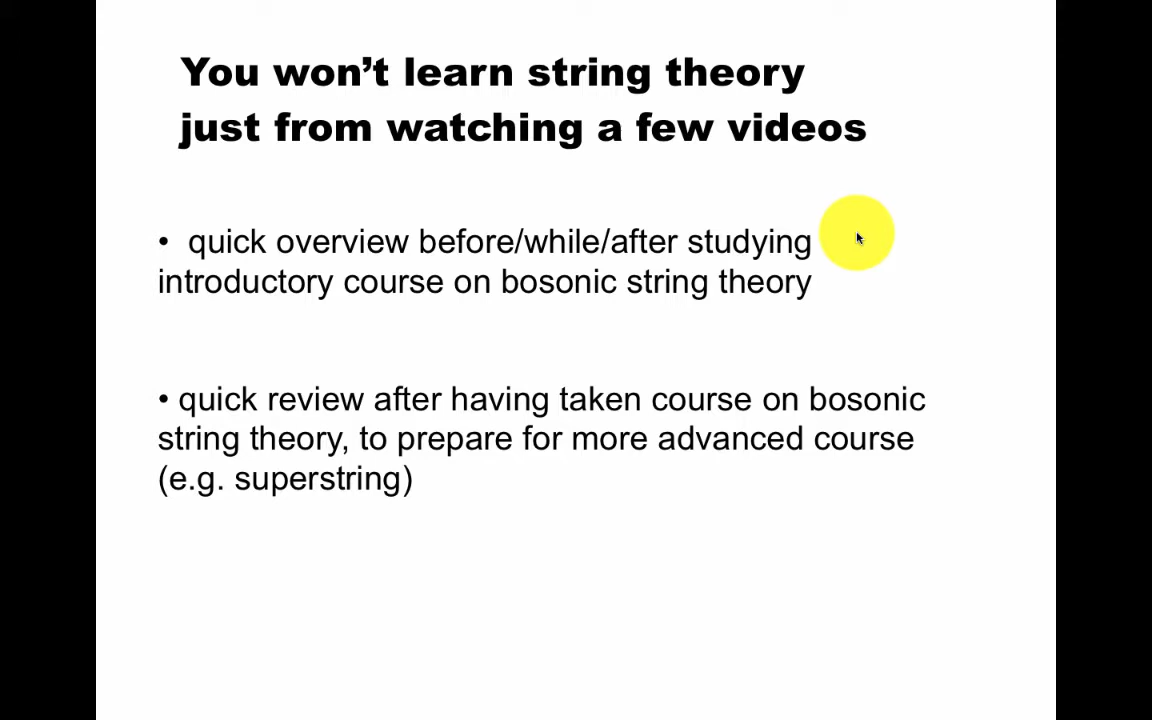 You won’t learn string theory
just from watching a few videos
• quick overview before/while/after studying
introductory course on bosonic string theory
• quick review after having taken course on bosonic
string theory, to prepare for more advanced course
(e.g. superstring)